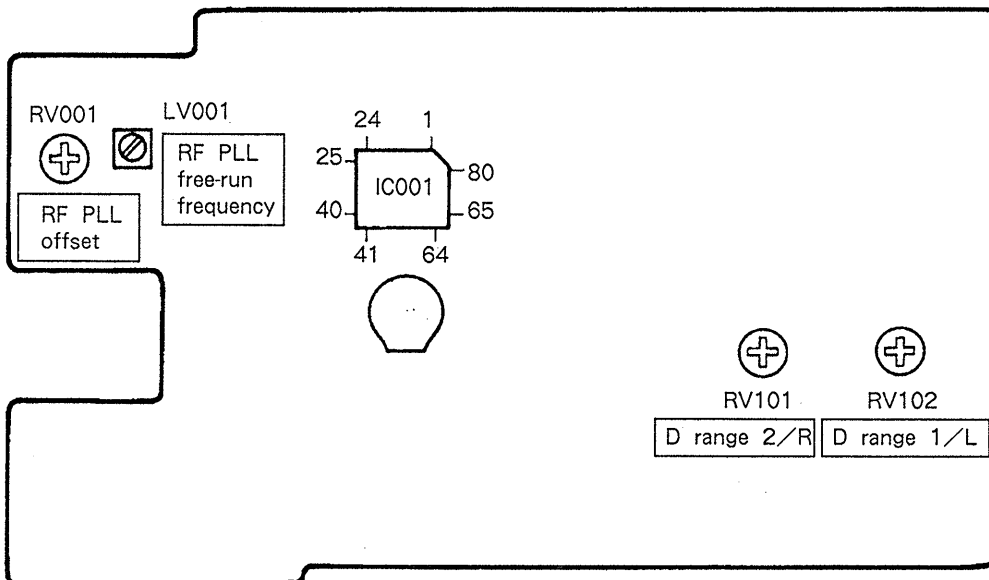 RV001
LV001
RF PLL
free-run
frequency
RF PLL
offset
24
1
25
80
IC001
40
65
41
64
RV101
RV102
D range 2/R
D range 1/L